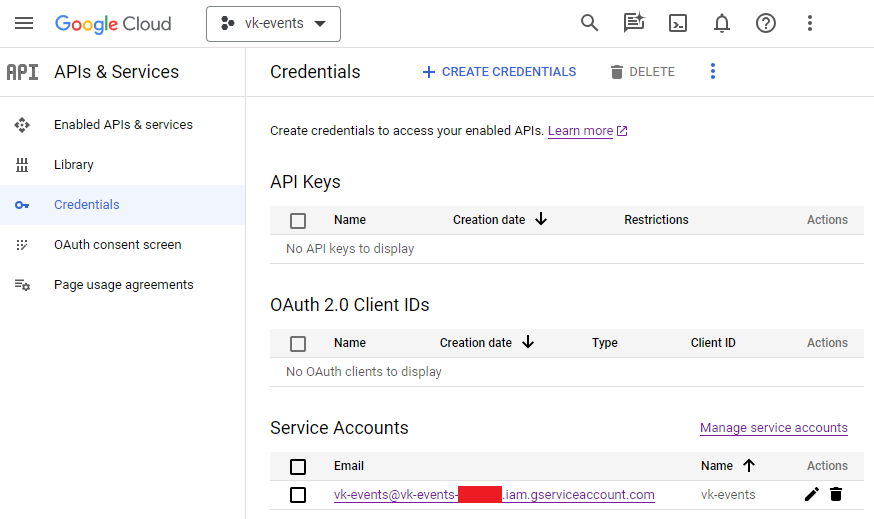 Google Cloud vk-events
API APIs & Services
Credentials + CREATE CREDENTIALS DELETE
Enabled APIs & services
Library
Credentials
OAuth consent screen
Page usage agreements
Create credentials to access your enabled APIs. Learn more
API Keys
Name Creation date Restrictions Actions
No API keys to display
OAuth 2.0 Client IDs
Name Creation date Type Client ID Actions
No OAuth clients to display
Service Accounts Manage service accounts
Email Name Actions
vk-events@vk-events- .iam.gserviceaccount.com vk-events